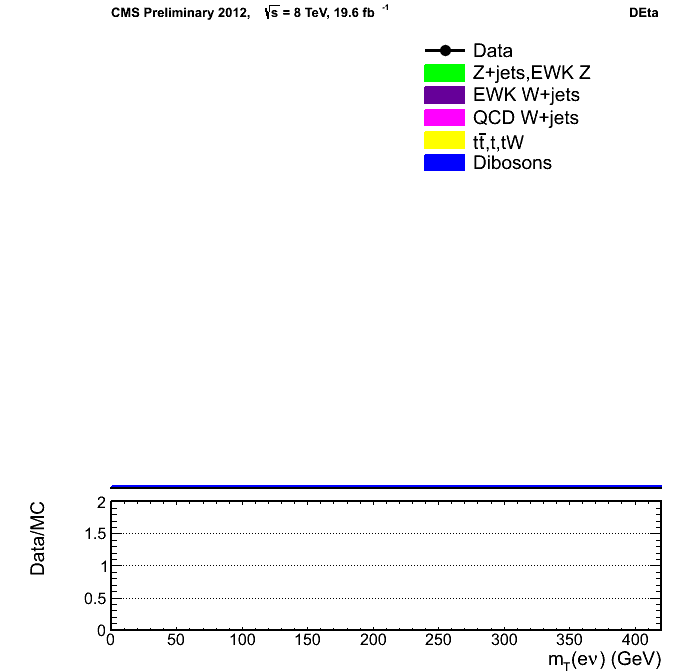 CMS Preliminary 2012, √s = 8 TeV, 19.6 fb⁻¹ DEta
Data
Z+jets,EWK Z
EWK W+jets
QCD W+jets
tt̅,t,tW
Dibosons
Data/MC
2
1.5
1
0.5
0
0 50 100 150 200 250 300 350 400
m_T(eν) (GeV)